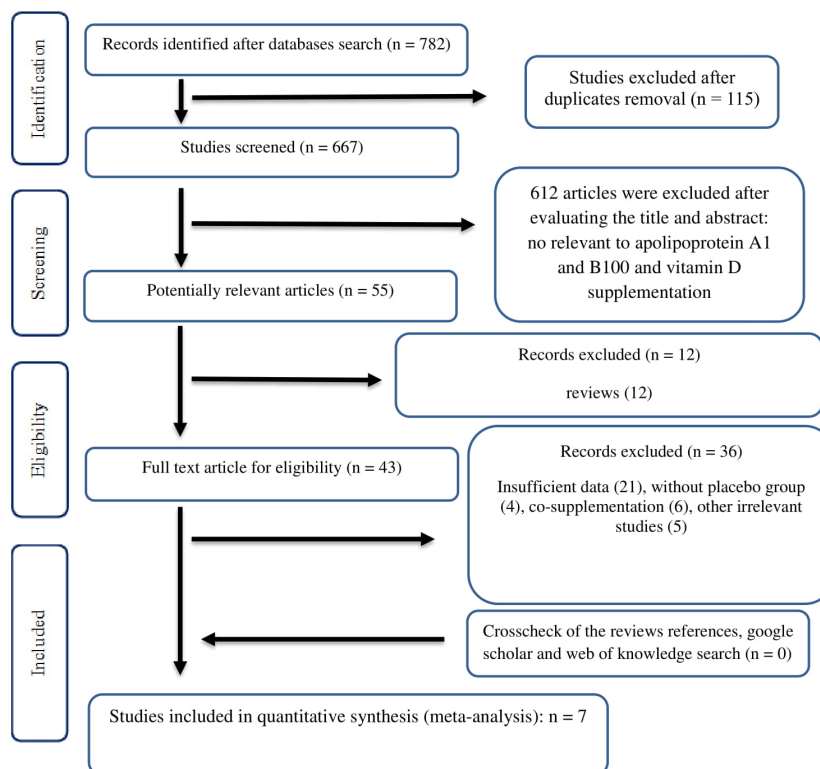 Identification
Records identified after databases search (n = 782)
Studies excluded after
duplicates removal (n = 115)
Studies screened (n = 667)
Screening
612 articles were excluded after
evaluating the title and abstract:
no relevant to apolipoprotein A1
and B100 and vitamin D
supplementation
Potentially relevant articles (n = 55)
Records excluded (n = 12)
reviews (12)
Eligibility
Full text article for eligibility (n = 43)
Records excluded (n = 36)
Insufficient data (21), without placebo group
(4), co-supplementation (6), other irrelevant
studies (5)
Included
Crosscheck of the reviews references, google
scholar and web of knowledge search (n = 0)
Studies included in quantitative synthesis (meta-analysis): n = 7